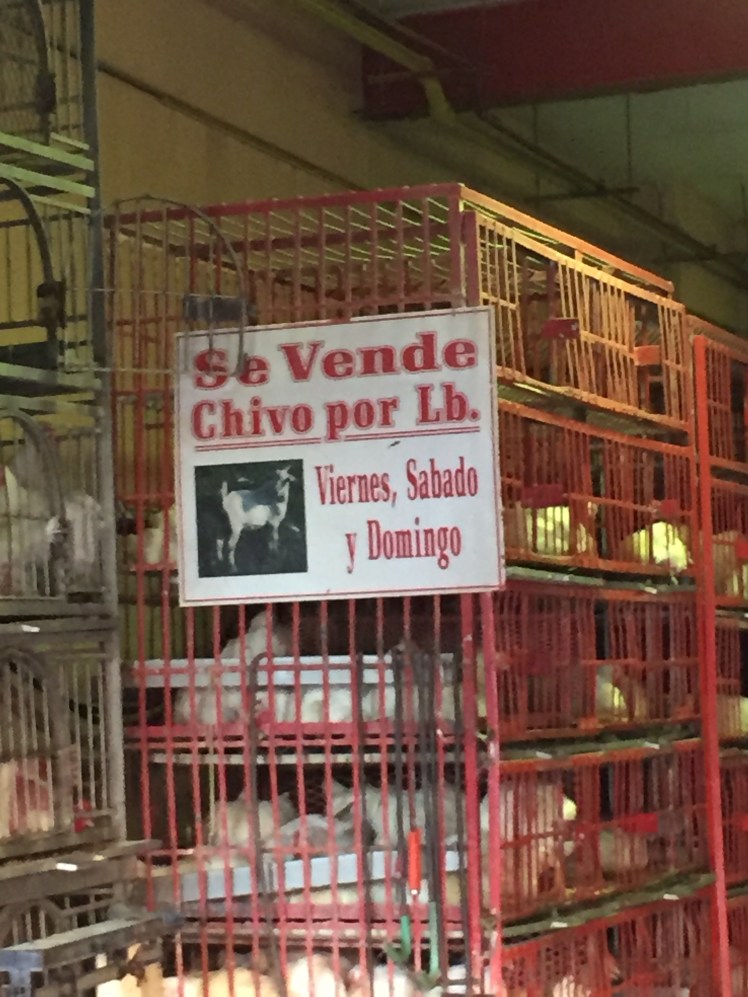 Se Vende
Chivo por Lb.
Viernes, Sabado
y Domingo